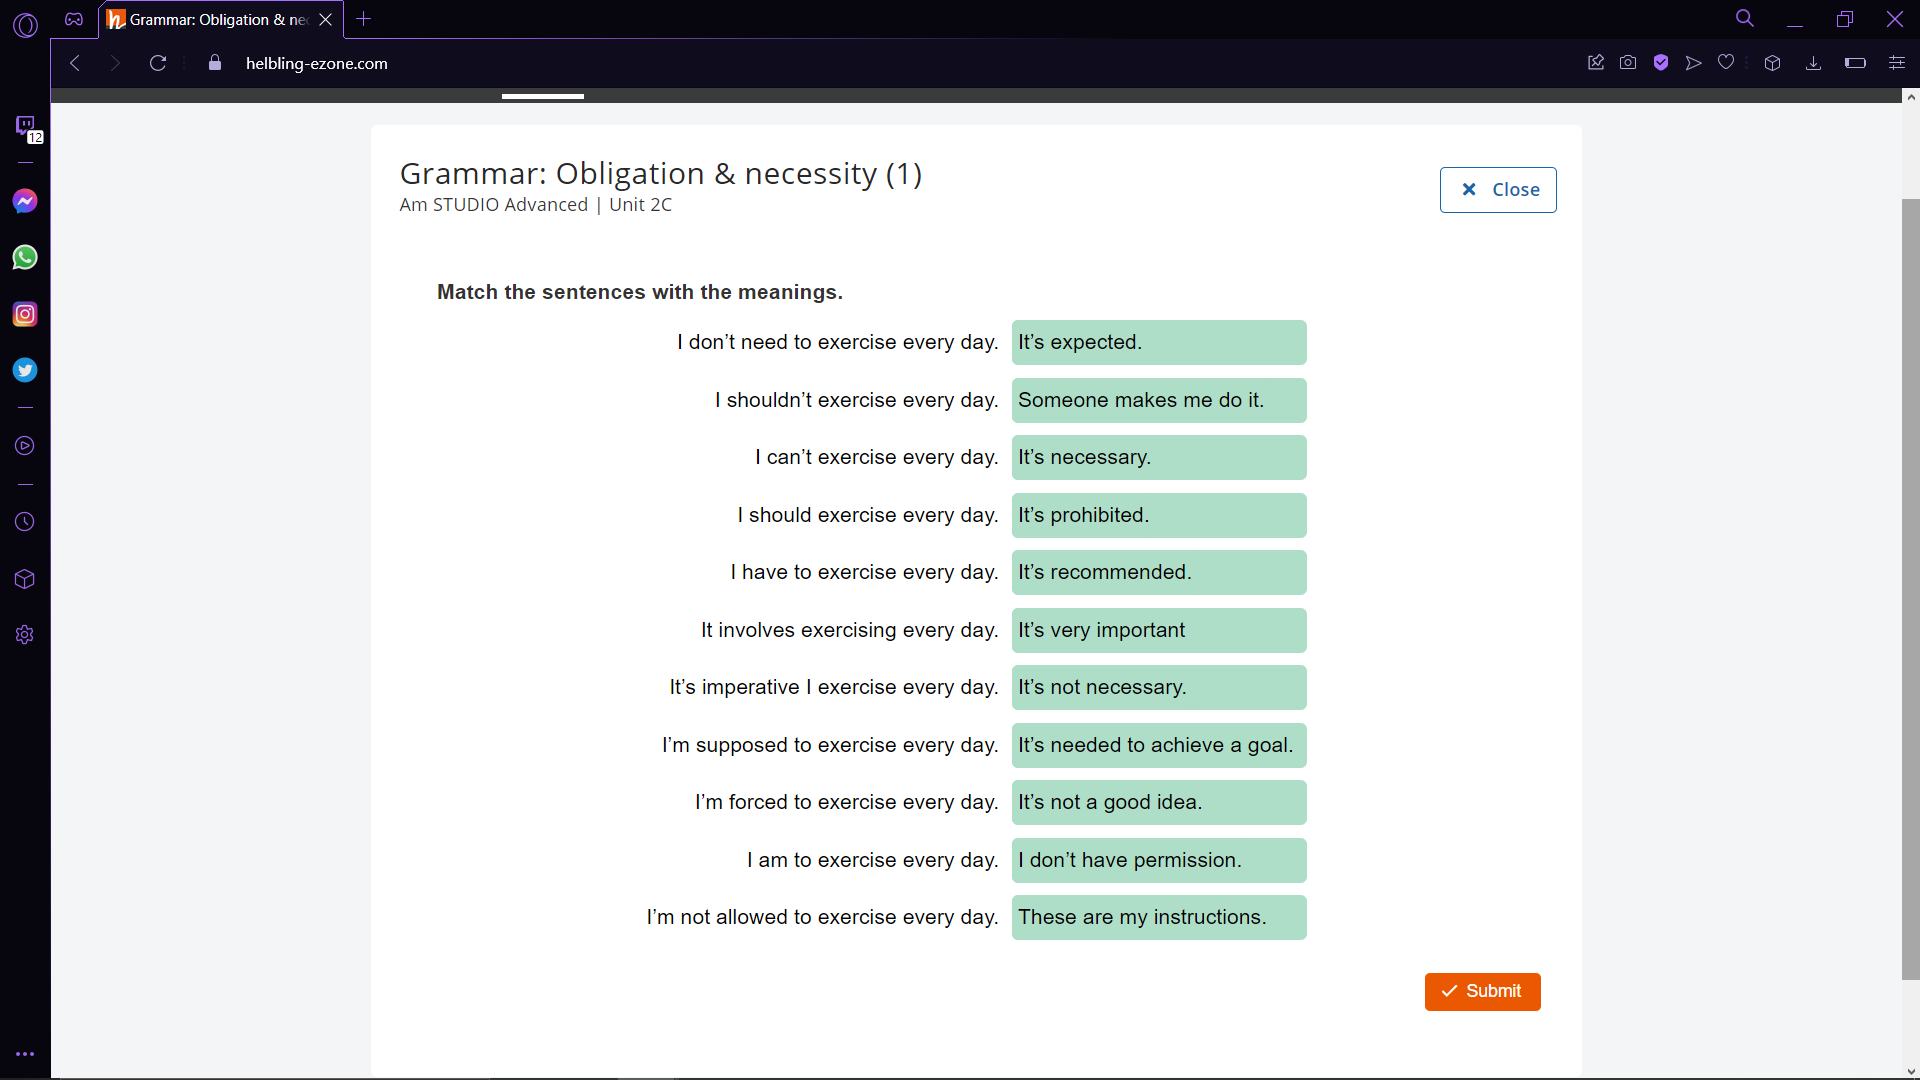 Grammar: Obligation & nec
helbling-ezone.com
12
Grammar: Obligation & necessity (1)
Am STUDIO Advanced | Unit 2C
Close
Match the sentences with the meanings.
I don’t need to exercise every day. It’s expected.
I shouldn’t exercise every day. Someone makes me do it.
I can’t exercise every day. It’s necessary.
I should exercise every day. It’s prohibited.
I have to exercise every day. It’s recommended.
It involves exercising every day. It’s very important
It’s imperative I exercise every day. It’s not necessary.
I’m supposed to exercise every day. It’s needed to achieve a goal.
I’m forced to exercise every day. It’s not a good idea.
I am to exercise every day. I don’t have permission.
I’m not allowed to exercise every day. These are my instructions.
Submit